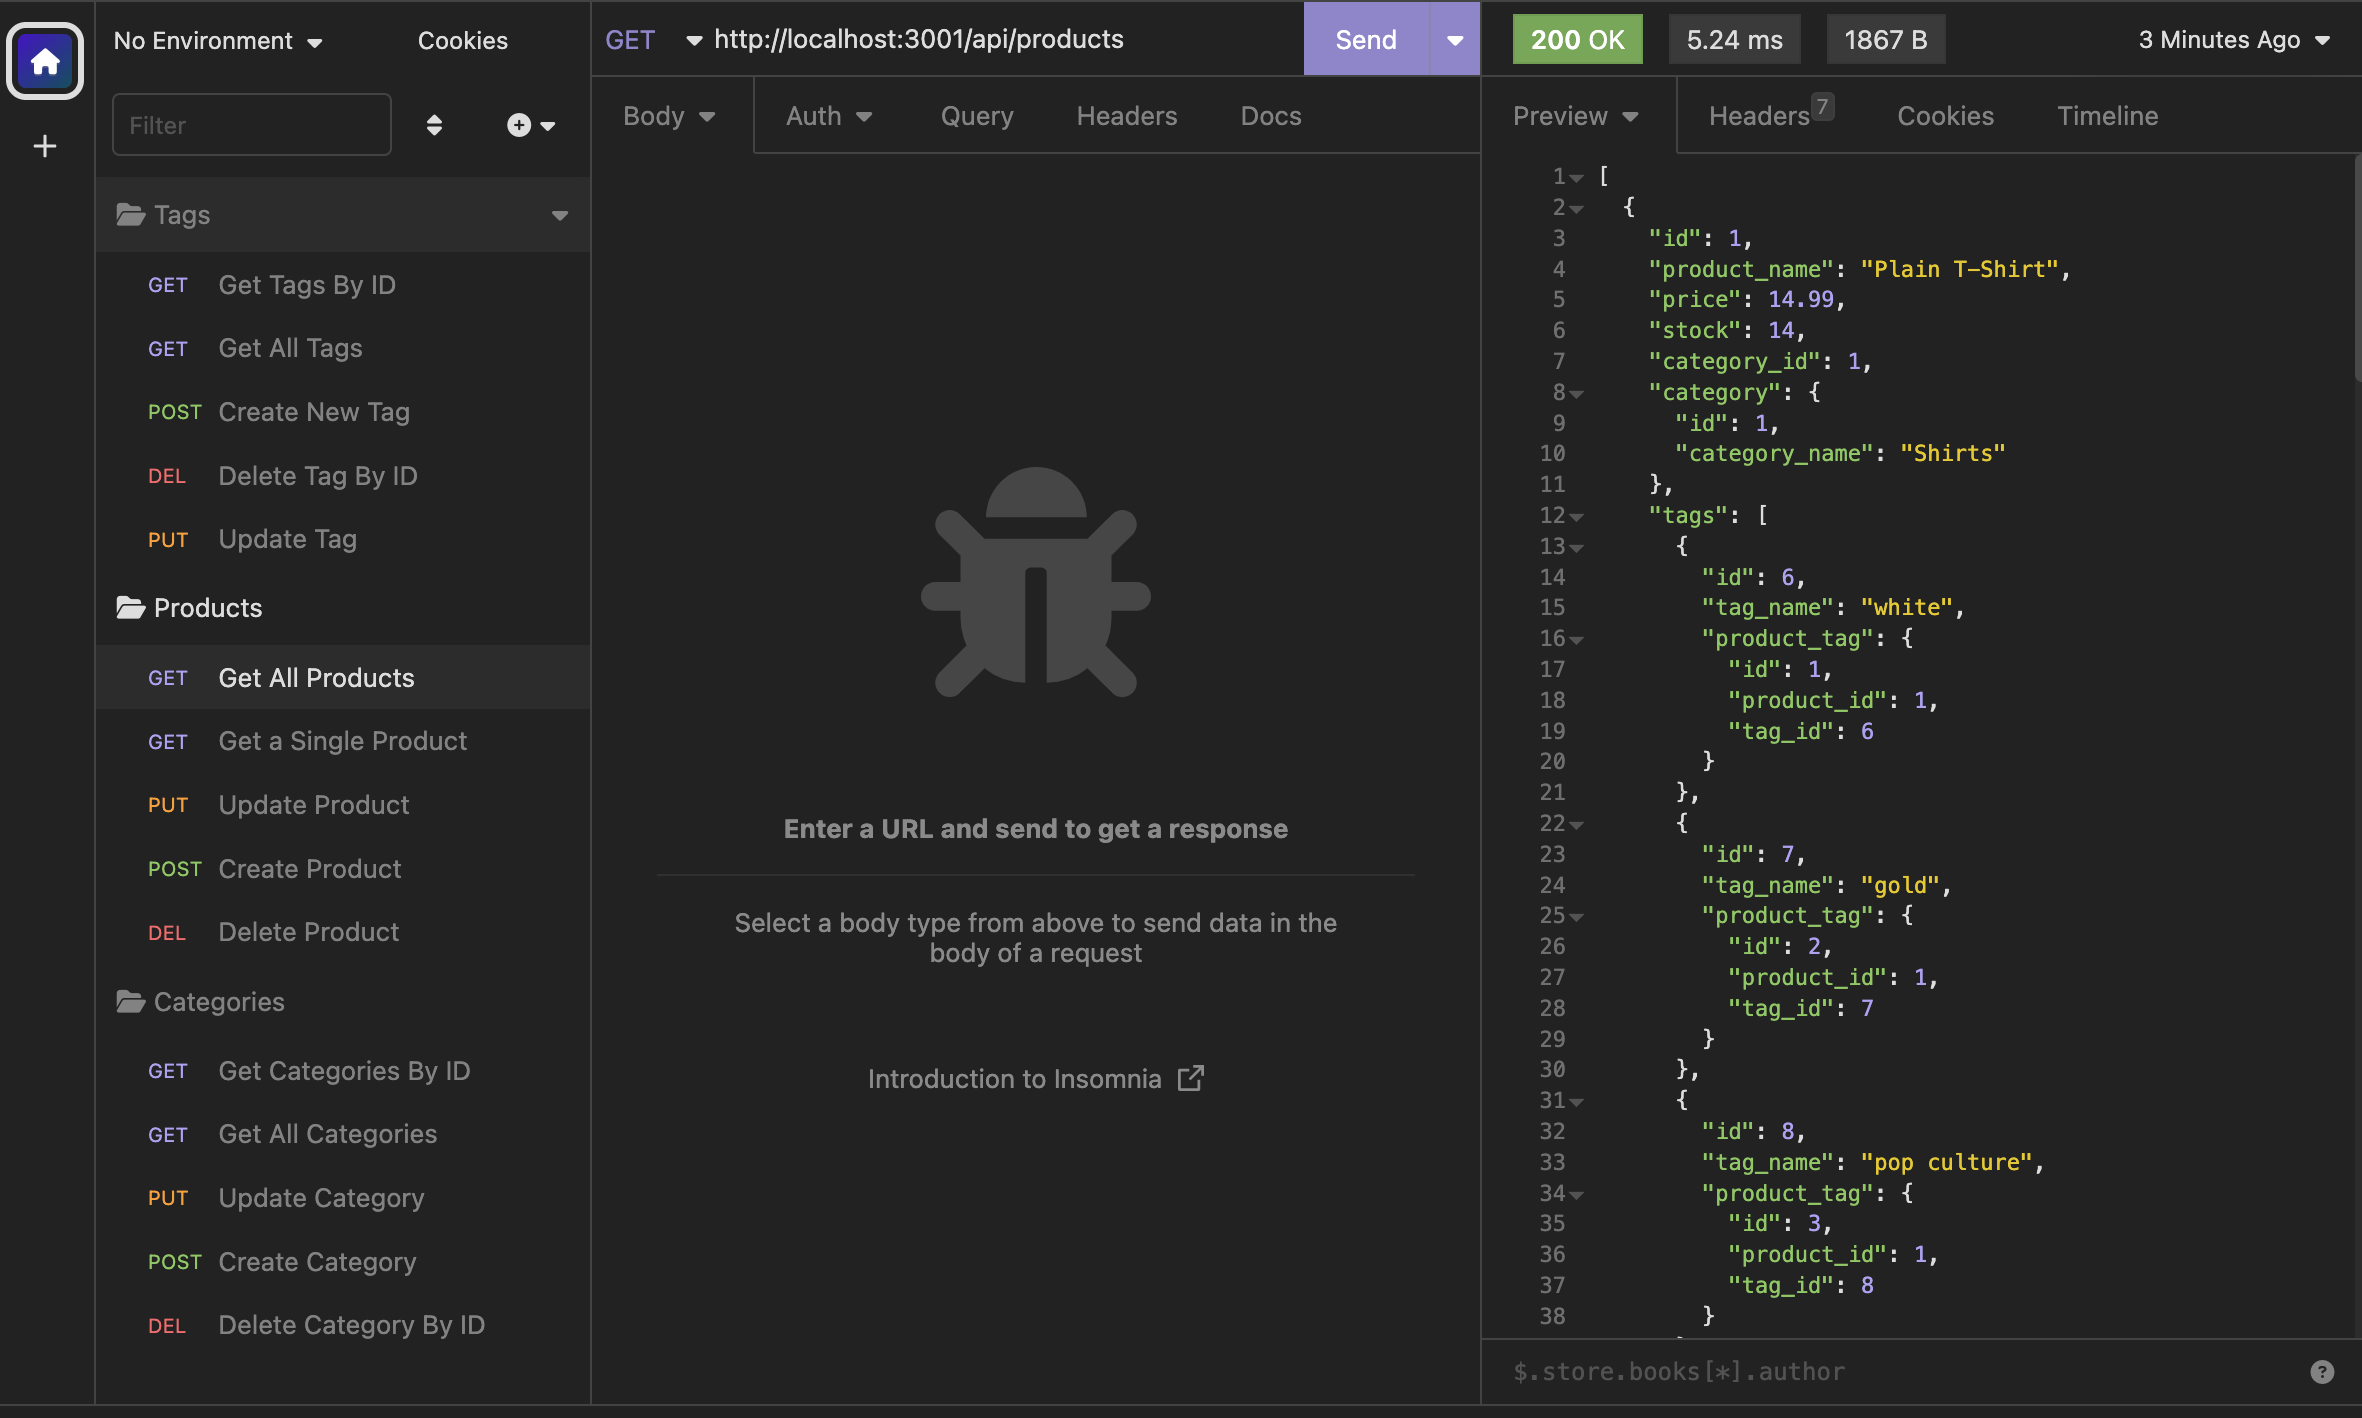 No Environment
Cookies
Filter
Tags
GET Get Tags By ID
GET Get All Tags
POST Create New Tag
DEL Delete Tag By ID
PUT Update Tag
Products
GET Get All Products
GET Get a Single Product
PUT Update Product
POST Create Product
DEL Delete Product
Categories
GET Get Categories By ID
GET Get All Categories
PUT Update Category
POST Create Category
DEL Delete Category By ID
GET http://localhost:3001/api/products Send
Body Auth Query Headers Docs
Enter a URL and send to get a response
Select a body type from above to send data in the
body of a request
Introduction to Insomnia
200 OK 5.24 ms 1867 B 3 Minutes Ago
Preview Headers 7 Cookies Timeline
1 [
2 {
3 "id": 1,
4 "product_name": "Plain T-Shirt",
5 "price": 14.99,
6 "stock": 14,
7 "category_id": 1,
8 "category": {
9 "id": 1,
10 "category_name": "Shirts"
11 },
12 "tags": [
13 {
14 "id": 6,
15 "tag_name": "white",
16 "product_tag": {
17 "id": 1,
18 "product_id": 1,
19 "tag_id": 6
20 }
21 },
22 {
23 "id": 7,
24 "tag_name": "gold",
25 "product_tag": {
26 "id": 2,
27 "product_id": 1,
28 "tag_id": 7
29 }
30 },
31 {
32 "id": 8,
33 "tag_name": "pop culture",
34 "product_tag": {
35 "id": 3,
36 "product_id": 1,
37 "tag_id": 8
38 }
$.store.books[*].author ?